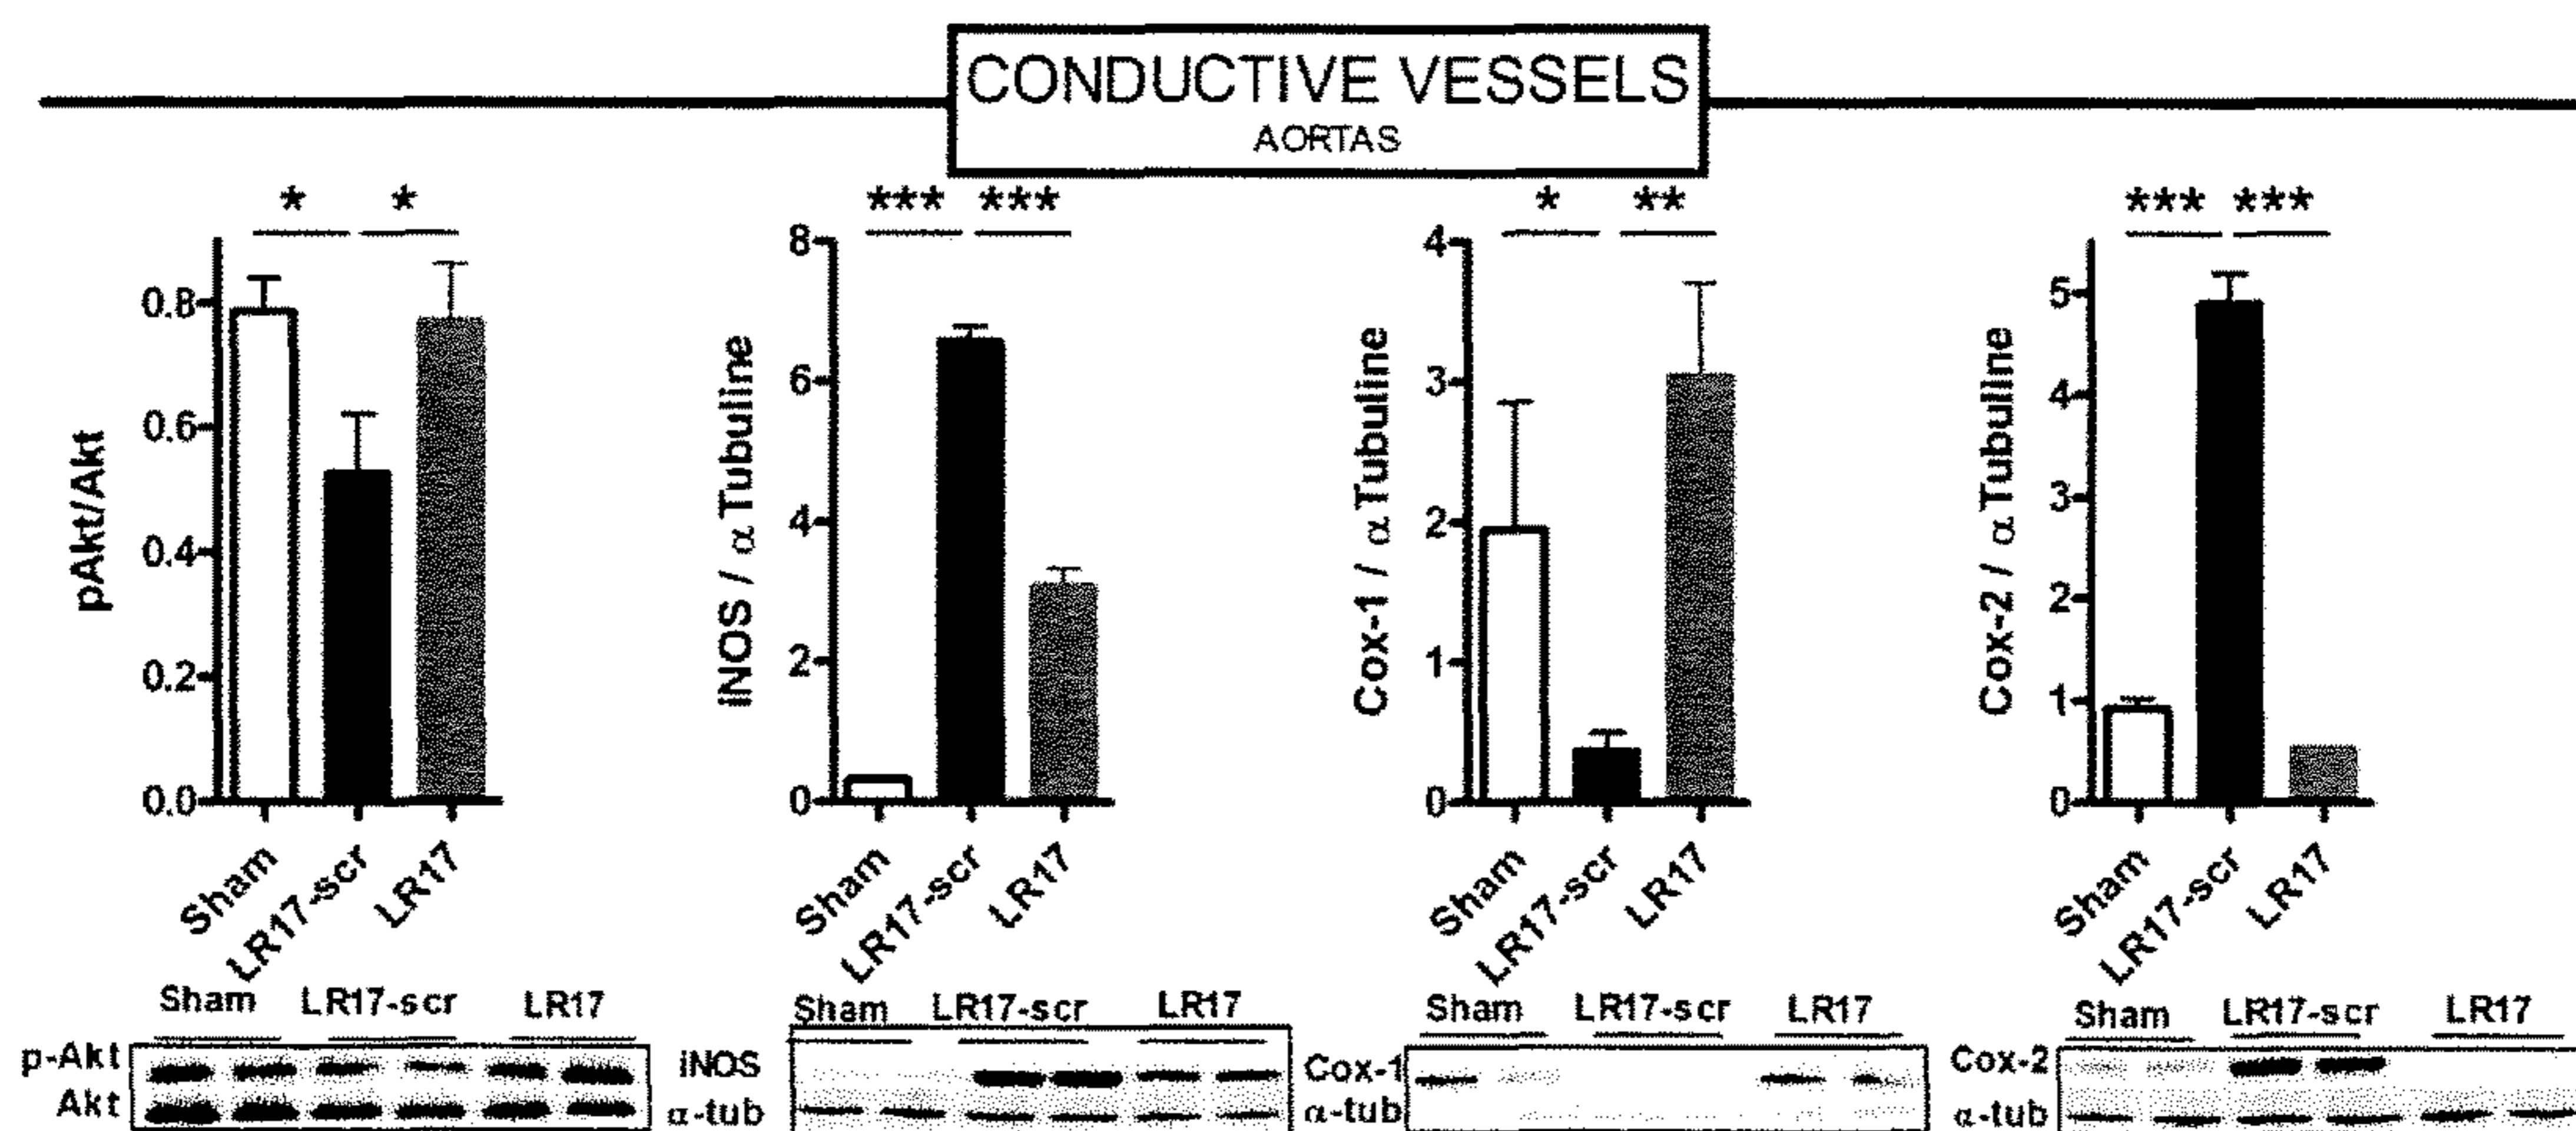 CONDUCTIVE VESSELS
AORTAS
* *
*** ***
* **
*** ***
pAkt/Akt
0.8
0.6
0.4
0.2
0.0
Sham
LR17-scr
LR17
iNOS / α Tubuline
8
6
4
2
0
Sham
LR17-scr
LR17
Cox-1 / α Tubuline
4
3
2
1
0
Sham
LR17-scr
LR17
Cox-2 / α Tubuline
5
4
3
2
1
0
Sham
LR17-scr
LR17
Sham LR17-scr LR17
p-Akt
Akt
Sham LR17-scr LR17
iNOS
α-tub
Sham LR17-scr LR17
Cox-1
α-tub
Sham LR17-scr LR17
Cox-2
α-tub